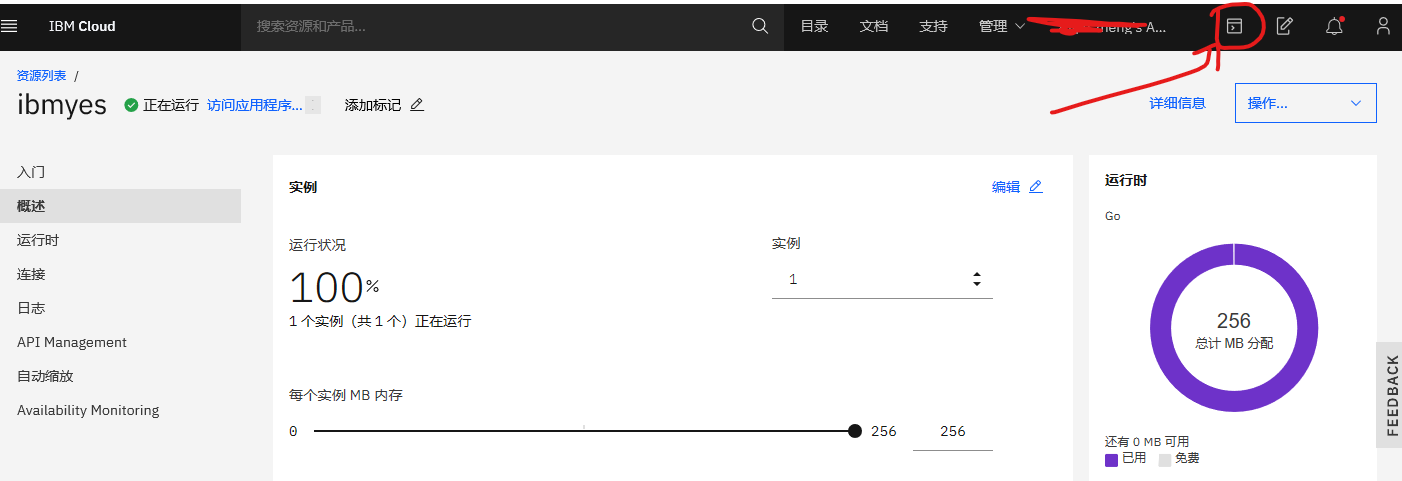 IBM Cloud 搜索资源和产品... 目录 文档 支持 管理 heng's A...
资源列表 /
ibmyes 正在运行 访问应用程序... 添加标记 详细信息 操作...
入门
概述
运行时
连接
日志
API Management
自动缩放
Availability Monitoring
实例 编辑
运行状况
100%
1 个实例（共 1 个）正在运行
实例
1
每个实例 MB 内存
0 256 256
运行时
Go
256
总计 MB 分配
还有 0 MB 可用
已用 免费
FEEDBACK